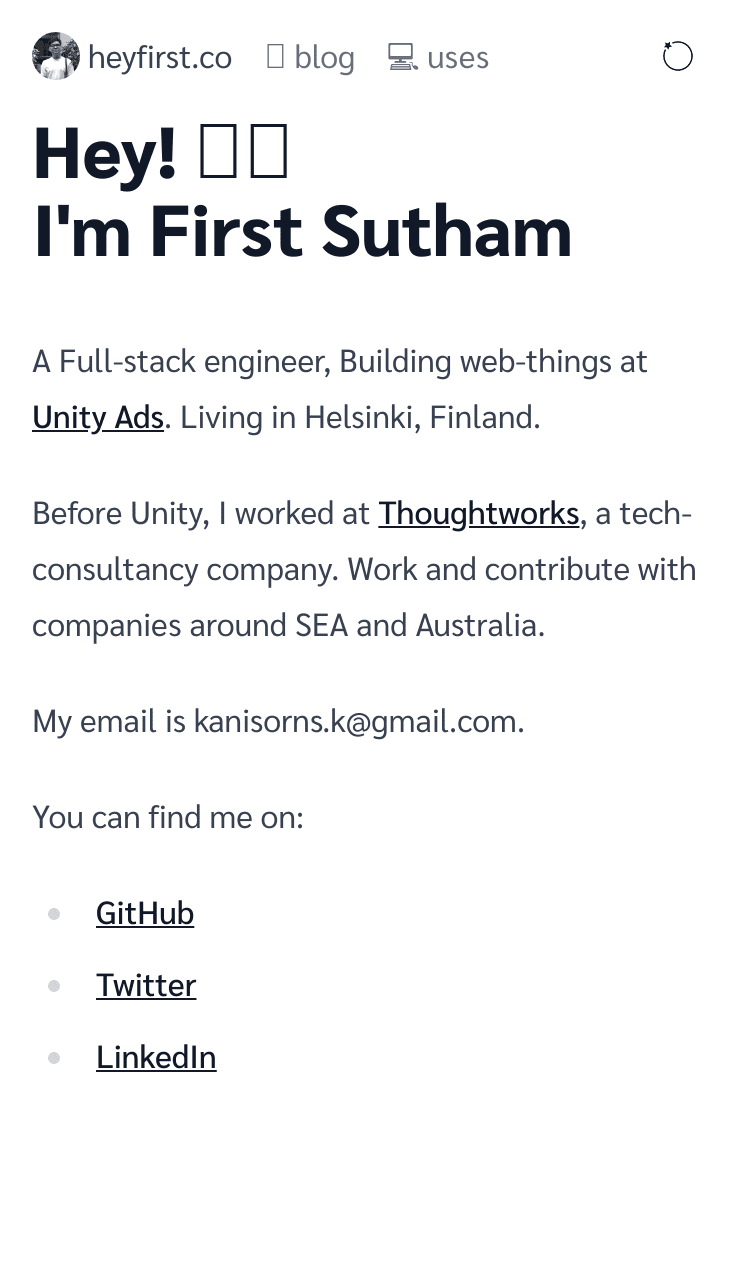 heyfirst.co blog uses
Hey!
I'm First Sutham
A Full-stack engineer, Building web-things at
Unity Ads. Living in Helsinki, Finland.
Before Unity, I worked at Thoughtworks, a tech-
consultancy company. Work and contribute with
companies around SEA and Australia.
My email is kanisorns.k@gmail.com.
You can find me on:
GitHub
Twitter
LinkedIn